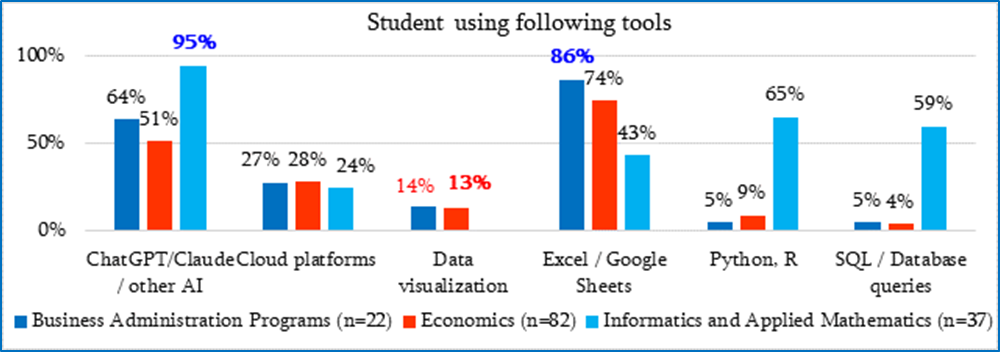 Student using following tools
100%
50%
0%
64%
51%
95%
27%
28%
24%
14%
13%
86%
74%
43%
5%
9%
65%
5%
4%
59%
ChatGPT/Claude
/ other AI
Cloud platforms
Data
visualization
Excel / Google
Sheets
Python, R
SQL / Database
queries
Business Administration Programs (n=22) Economics (n=82) Informatics and Applied Mathematics (n=37)